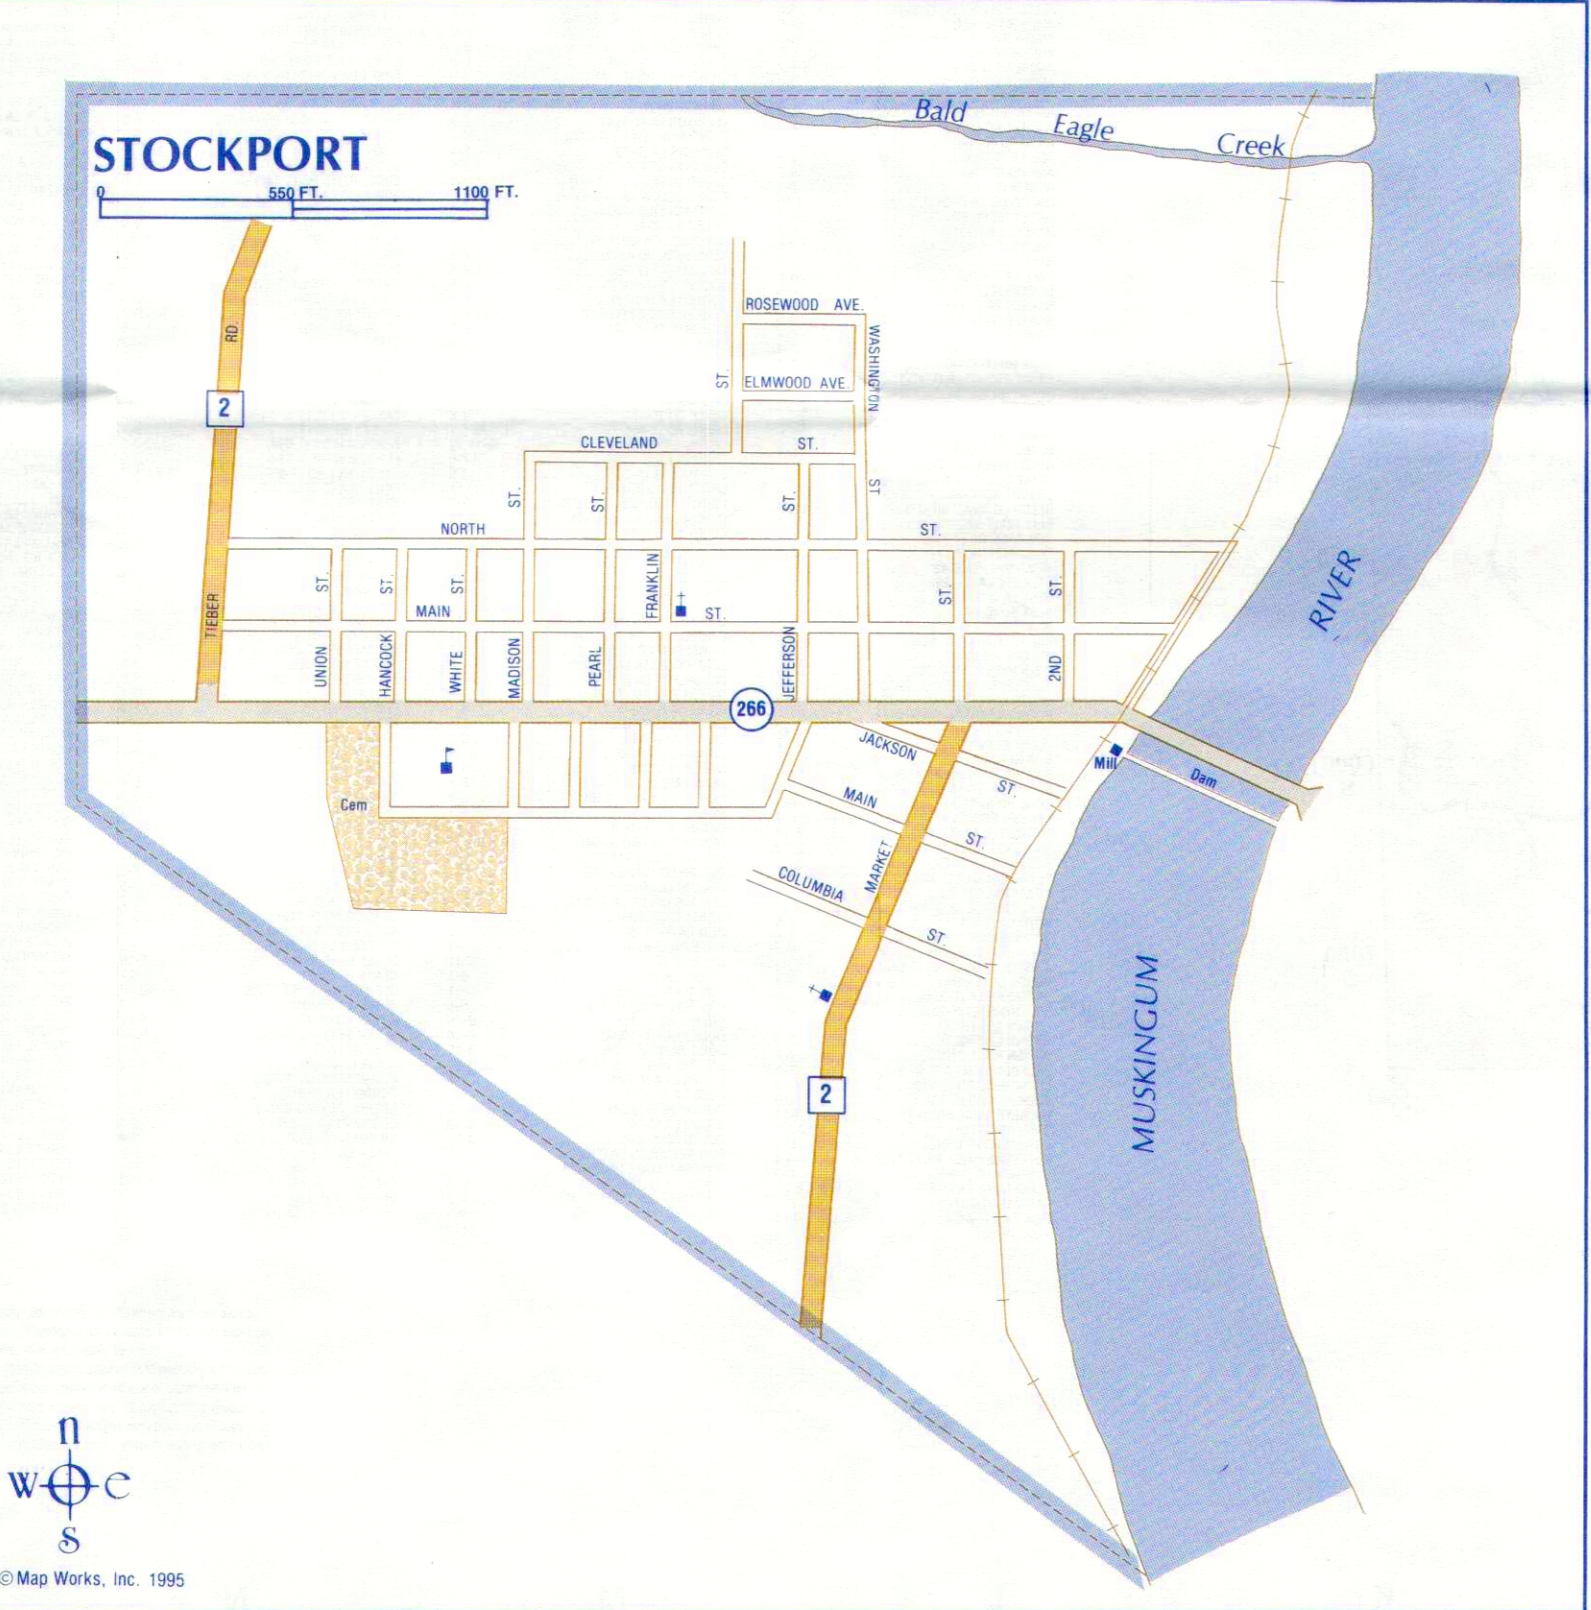 Bald Eagle Creek
STOCKPORT
0 550 FT. 1100 FT.
ROSEWOOD AVE.
WASHINGTON ST
RD.
ST.
ELMWOOD AVE.
2
CLEVELAND ST.
ST.
ST.
ST.
NORTH ST.
ST.
ST.
ST.
FRANKLIN
ST.
ST.
TIEBER
MAIN ST.
RIVER
UNION
HANCOCK
WHITE
MADISON
PEARL
JEFFERSON
2ND
266
JACKSON ST.
Mill
Dam
Cem
MAIN ST.
MARKET
COLUMBIA ST.
MUSKINGUM
2
n
w e
s
© Map Works, Inc. 1995